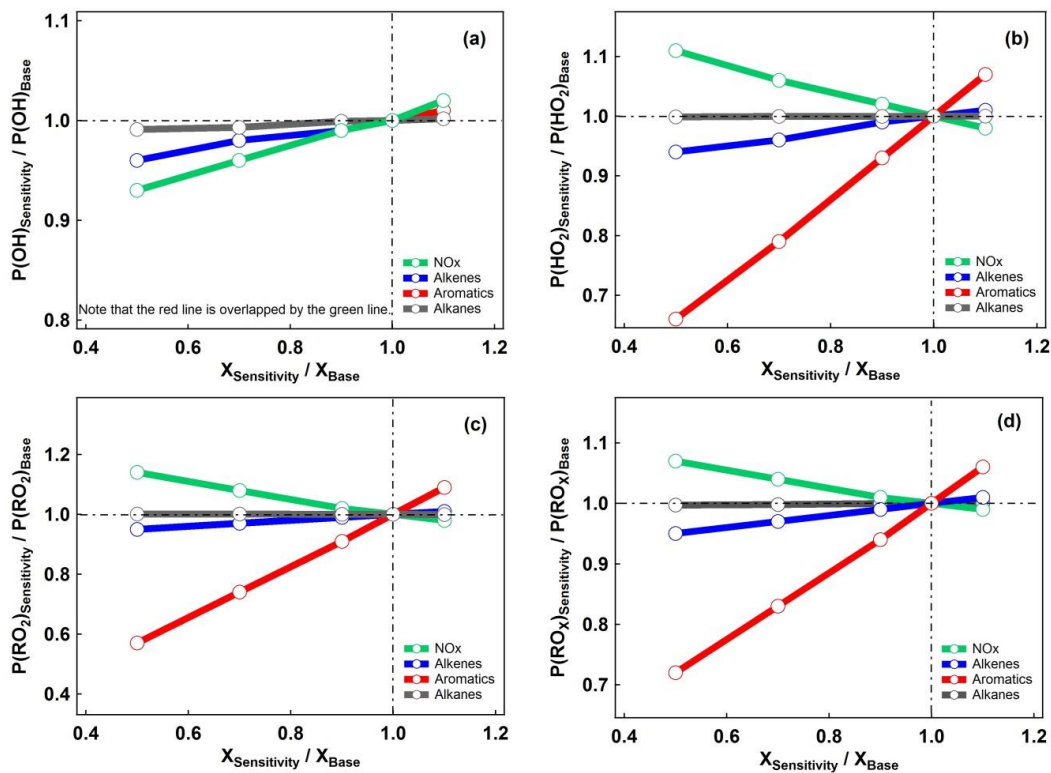 (a)
P(OH)Sensitivity / P(OH)Base
1.1
1.0
0.9
0.8
NOx
Alkenes
Aromatics
Alkanes
Note that the red line is overlapped by the green line.
0.4 0.6 0.8 1.0 1.2
XSensitivity / XBase
(b)
P(HO2)Sensitivity / P(HO2)Base
1.1
1.0
0.9
0.8
0.7
NOx
Alkenes
Aromatics
Alkanes
0.4 0.6 0.8 1.0 1.2
XSensitivity / XBase
(c)
P(RO2)Sensitivity / P(RO2)Base
1.2
1.0
0.8
0.6
0.4
NOx
Alkenes
Aromatics
Alkanes
0.4 0.6 0.8 1.0 1.2
XSensitivity / XBase
(d)
P(ROX)Sensitivity / P(ROX)Base
1.1
1.0
0.9
0.8
0.7
NOx
Alkenes
Aromatics
Alkanes
0.4 0.6 0.8 1.0 1.2
XSensitivity / XBase